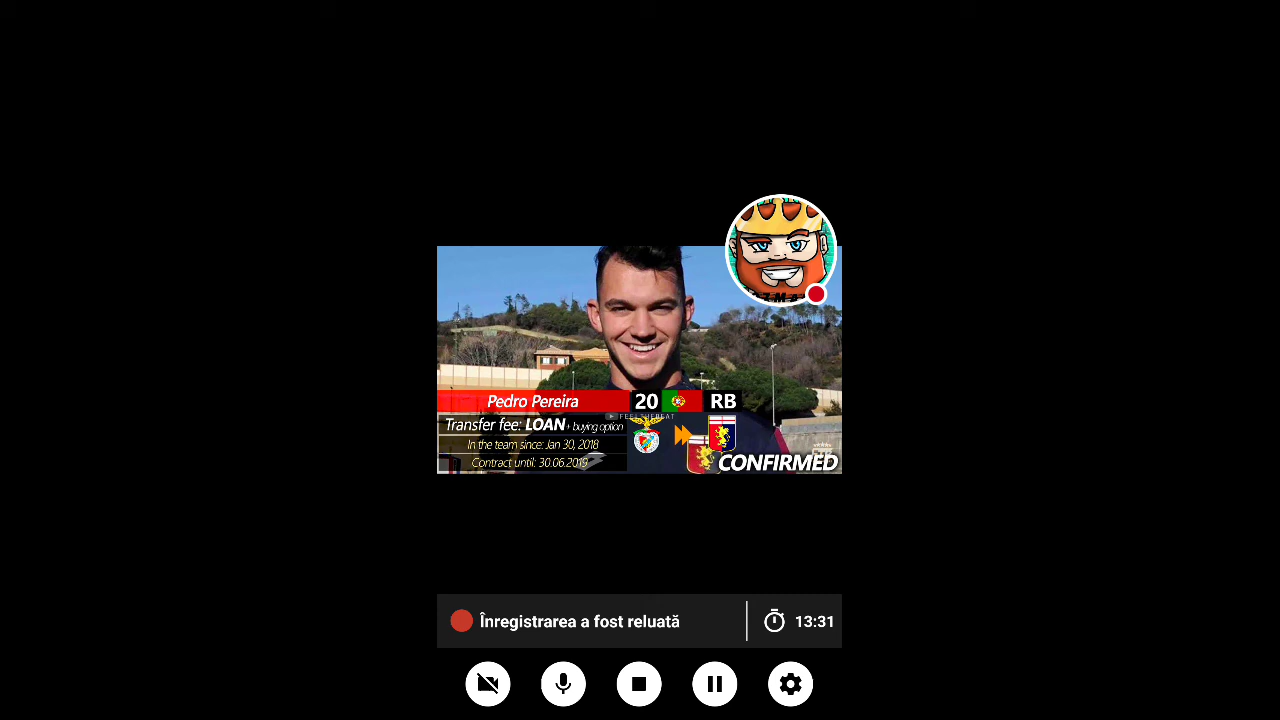 Pedro Pereira
20
RB
FEELTHEBEAT
Transfer fee: LOAN + buying option
In the team since: Jan 30, 2018
Contract until: 30.06.2019
CONFIRMED
Înregistrarea a fost reluată
13:31